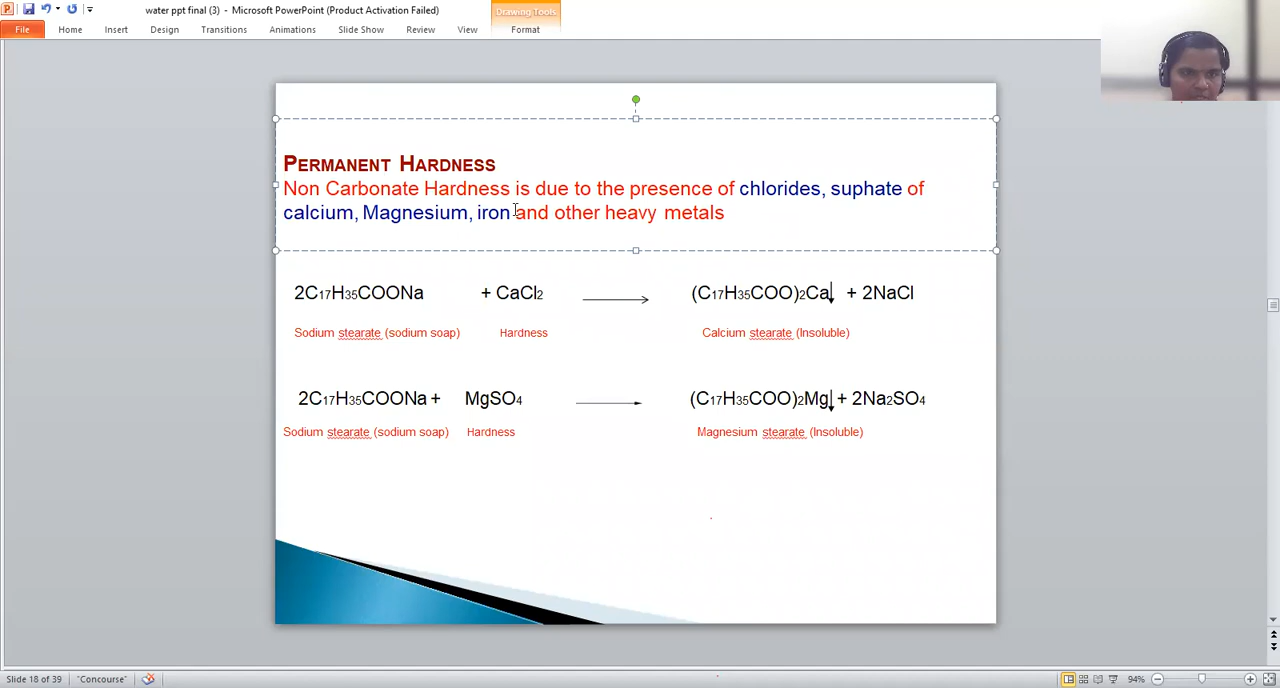 water ppt final (3) - Microsoft PowerPoint (Product Activation Failed)
Drawing Tools
File Home Insert Design Transitions Animations Slide Show Review View Format
PERMANENT HARDNESS
Non Carbonate Hardness is due to the presence of chlorides, suphate of
calcium, Magnesium, iron and other heavy metals
2C17H35COONa + CaCl2 → (C17H35COO)2Ca↓ + 2NaCl
Sodium stearate (sodium soap) Hardness Calcium stearate (Insoluble)
2C17H35COONa + MgSO4 → (C17H35COO)2Mg↓ + 2Na2SO4
Sodium stearate (sodium soap) Hardness Magnesium stearate (Insoluble)
Slide 18 of 39 "Concourse" 94%